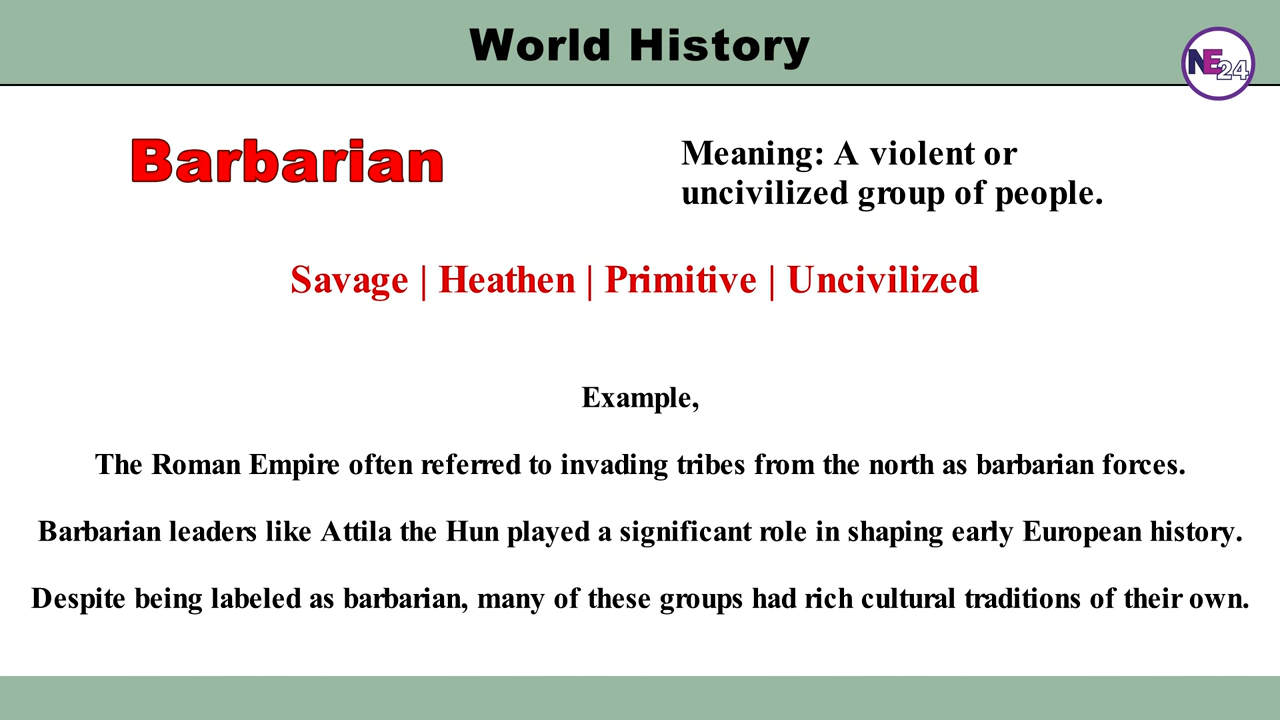 World History
NE24
Barbarian
Meaning: A violent or
uncivilized group of people.
Savage | Heathen | Primitive | Uncivilized
Example,
The Roman Empire often referred to invading tribes from the north as barbarian forces.
Barbarian leaders like Attila the Hun played a significant role in shaping early European history.
Despite being labeled as barbarian, many of these groups had rich cultural traditions of their own.